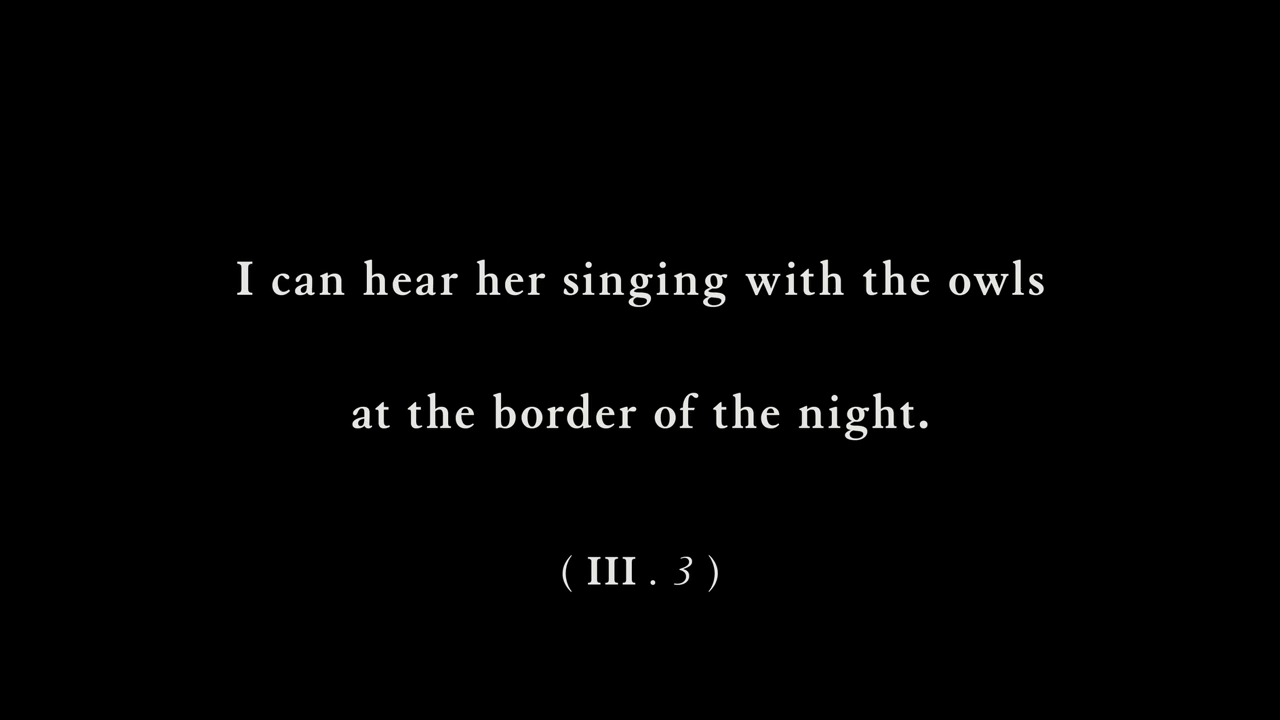 I can hear her singing with the owls
at the border of the night.
( III . 3 )